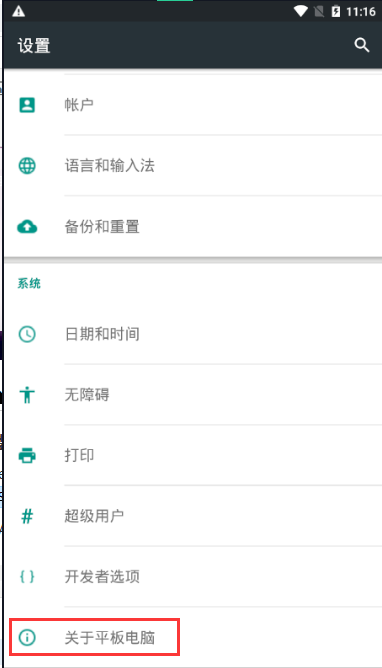 11:16
设置
帐户
语言和输入法
备份和重置
系统
日期和时间
无障碍
打印
# 超级用户
{ } 开发者选项
关于平板电脑